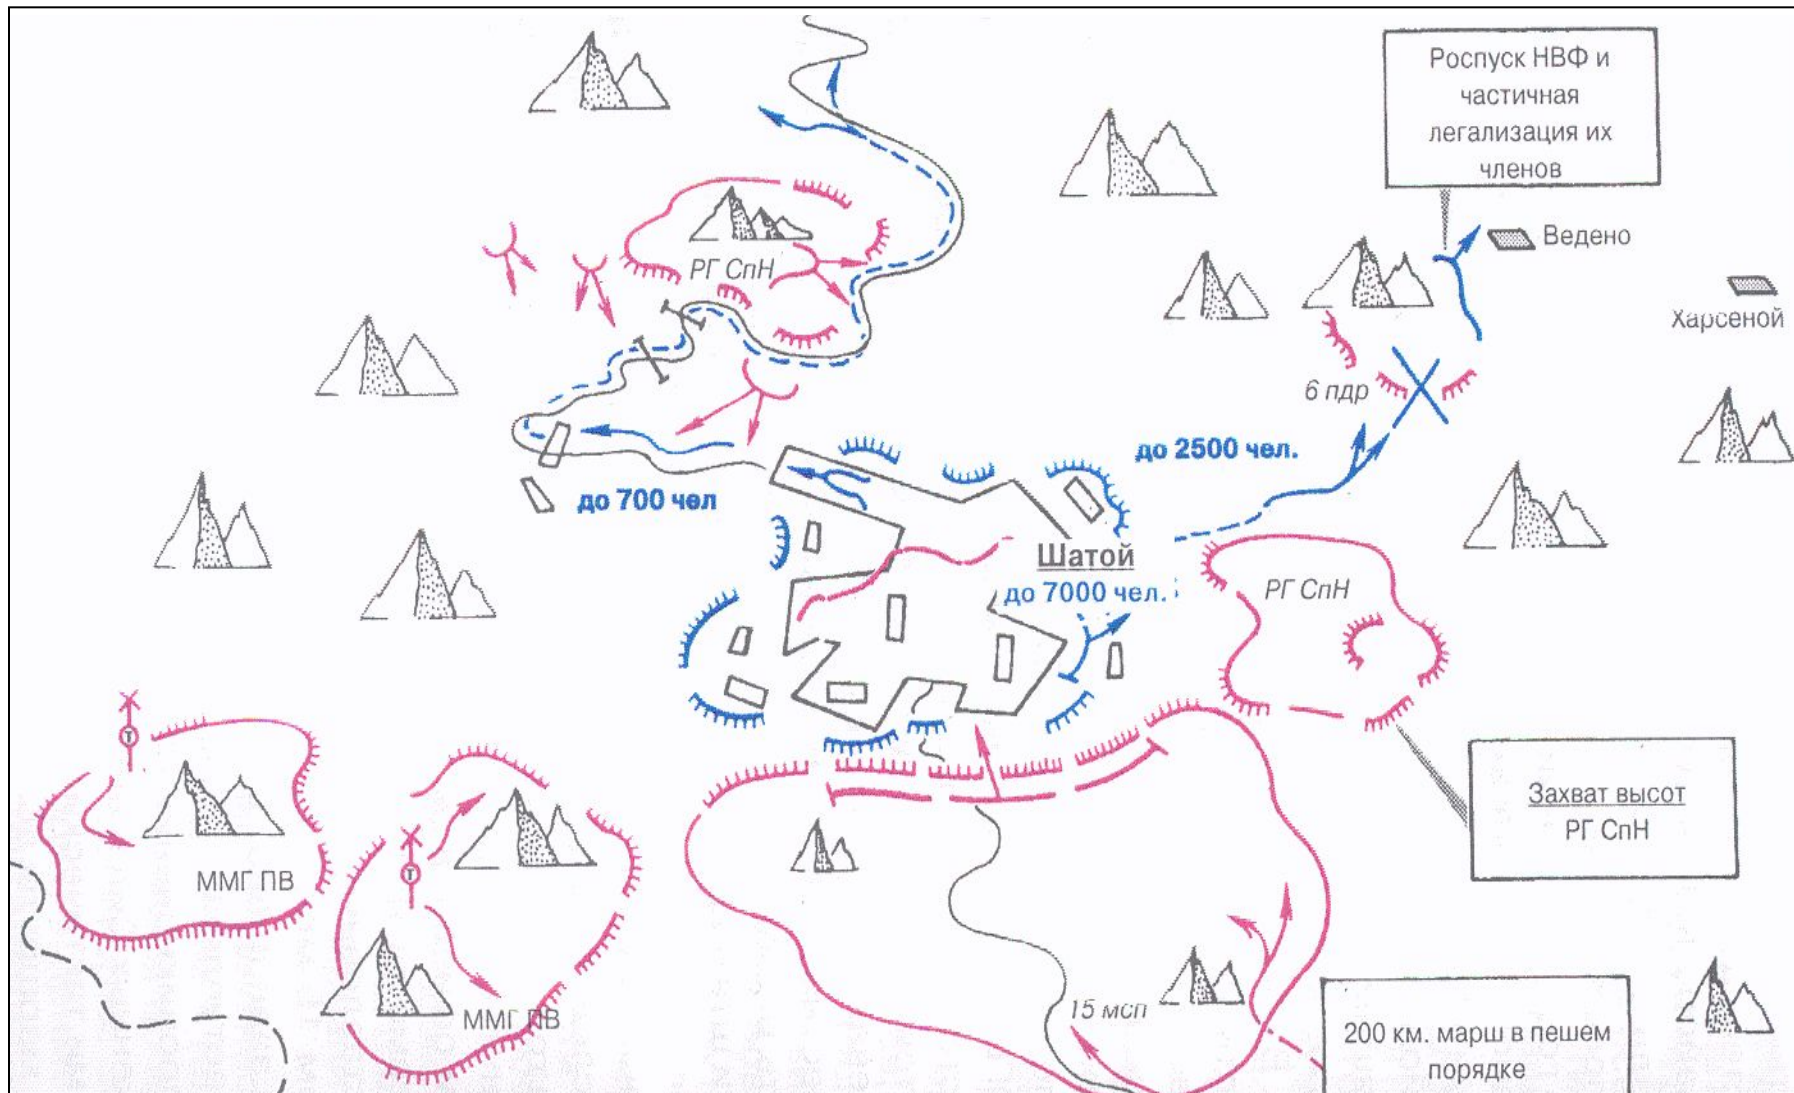 Роспуск НВФ и
частичная
легализация их
членов
Ведено
Харсеной
РГ СпН
6 пдр
до 2500 чел.
до 700 чел
Шатой
до 7000 чел.
РГ СпН
Захват высот
РГ СпН
Т
Т
ММГ ПВ
ММГ ПВ
15 мсп
200 км. марш в пешем
порядке